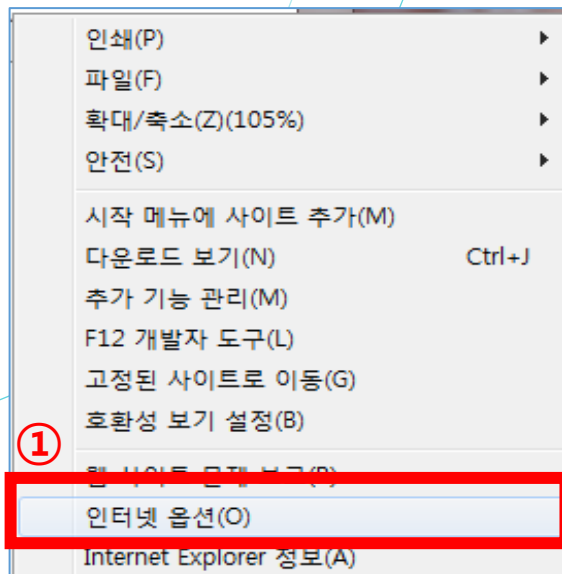 인쇄(P)
파일(F)
확대/축소(Z)(105%)
안전(S)
시작 메뉴에 사이트 추가(M)
다운로드 보기(N) Ctrl+J
추가 기능 관리(M)
F12 개발자 도구(L)
고정된 사이트로 이동(G)
호환성 보기 설정(B)
①
인터넷 옵션(O)
Internet Explorer 정보(A)